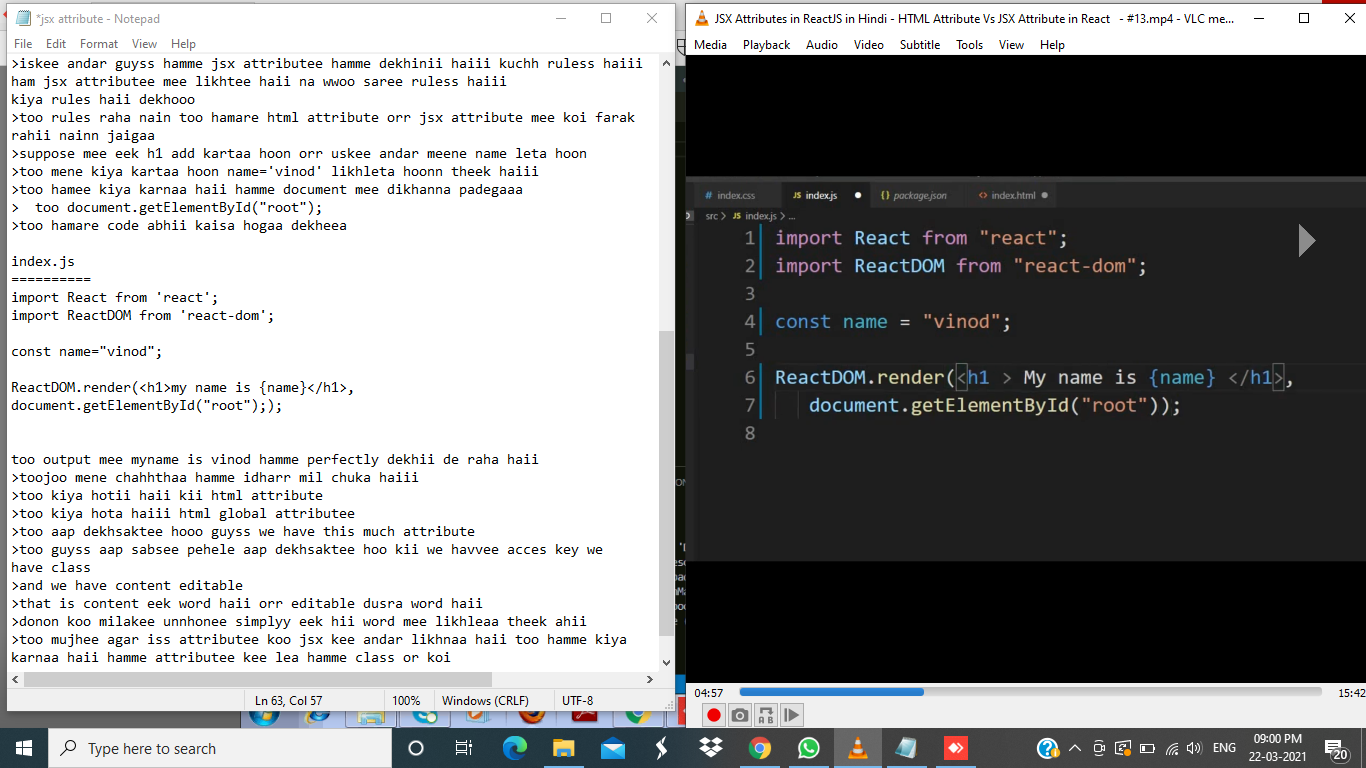 *jsx attribute - Notepad
File Edit Format View Help
>iskee andar guyss hamme jsx attributee hamme dekhinii haiii kuchh ruless haiii
ham jsx attributee mee likhtee haii na wwoo saree ruless haiii
kiya rules haii dekhooo
>too rules raha nain too hamare html attribute orr jsx attribute mee koi farak
rahii nainn jaigaa
>suppose mee eek h1 add kartaa hoon orr uskee andar meene name leta hoon
>too mene kiya kartaa hoon name='vinod' likhleta hoonn theek haiii
>too hamee kiya karnaa haii hamme document mee dikhanna padegaaa
>  too document.getElementById("root");
>too hamare code abhii kaisa hogaa dekheea
index.js
==========
import React from 'react';
import ReactDOM from 'react-dom';
const name="vinod";
ReactDOM.render(<h1>my name is {name}</h1>,
document.getElementById("root"););
too output mee myname is vinod hamme perfectly dekhii de raha haii
>toojoo mene chahhthaa hamme idharr mil chuka haiii
>too kiya hotii haii kii html attribute
>too kiya hota haiii html global attributee
>too aap dekhsaktee hooo guyss we have this much attribute
>too guyss aap sabsee pehele aap dekhsaktee hoo kii we havvee acces key we
have class
>and we have content editable
>that is content eek word haii orr editable dusra word haii
>donon koo milakee unnhonee simplyy eek hii word mee likhleaa theek ahii
>too mujhee agar iss attributee koo jsx kee andar likhnaa haii too hamme kiya
karnaa haii hamme attributee kee lea hamme class or koi
Ln 63, Col 57 100% Windows (CRLF) UTF-8
JSX Attributes in ReactJS in Hindi - HTML Attribute Vs JSX Attribute in React - #13.mp4 - VLC me...
Media Playback Audio Video Subtitle Tools View Help
# index.css JS index.js {} package.json <> index.html
src > JS index.js > ...
1 import React from "react";
2 import ReactDOM from "react-dom";
3
4 const name = "vinod";
5
6 ReactDOM.render(<h1 > My name is {name} </h1>,
7 document.getElementById("root"));
8
04:57 15:42
Type here to search
ENG
09:00 PM
22-03-2021
20